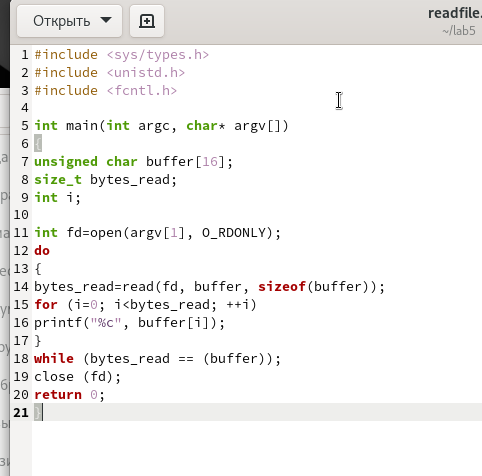 Открыть
readfile.
~/lab5
1 #include <sys/types.h>
2 #include <unistd.h>
3 #include <fcntl.h>
4
5 int main(int argc, char* argv[])
6 {
7 unsigned char buffer[16];
8 size_t bytes_read;
9 int i;
10
11 int fd=open(argv[1], O_RDONLY);
12 do
13 {
14 bytes_read=read(fd, buffer, sizeof(buffer));
15 for (i=0; i<bytes_read; ++i)
16 printf("%c", buffer[i]);
17 }
18 while (bytes_read == (buffer));
19 close (fd);
20 return 0;
21 }